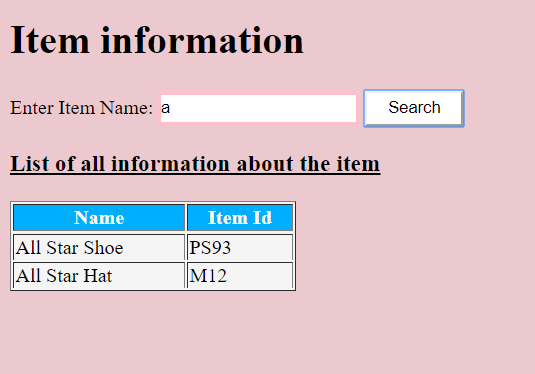 Item information
Enter Item Name: a Search
List of all information about the item
Name Item Id
All Star Shoe PS93
All Star Hat M12